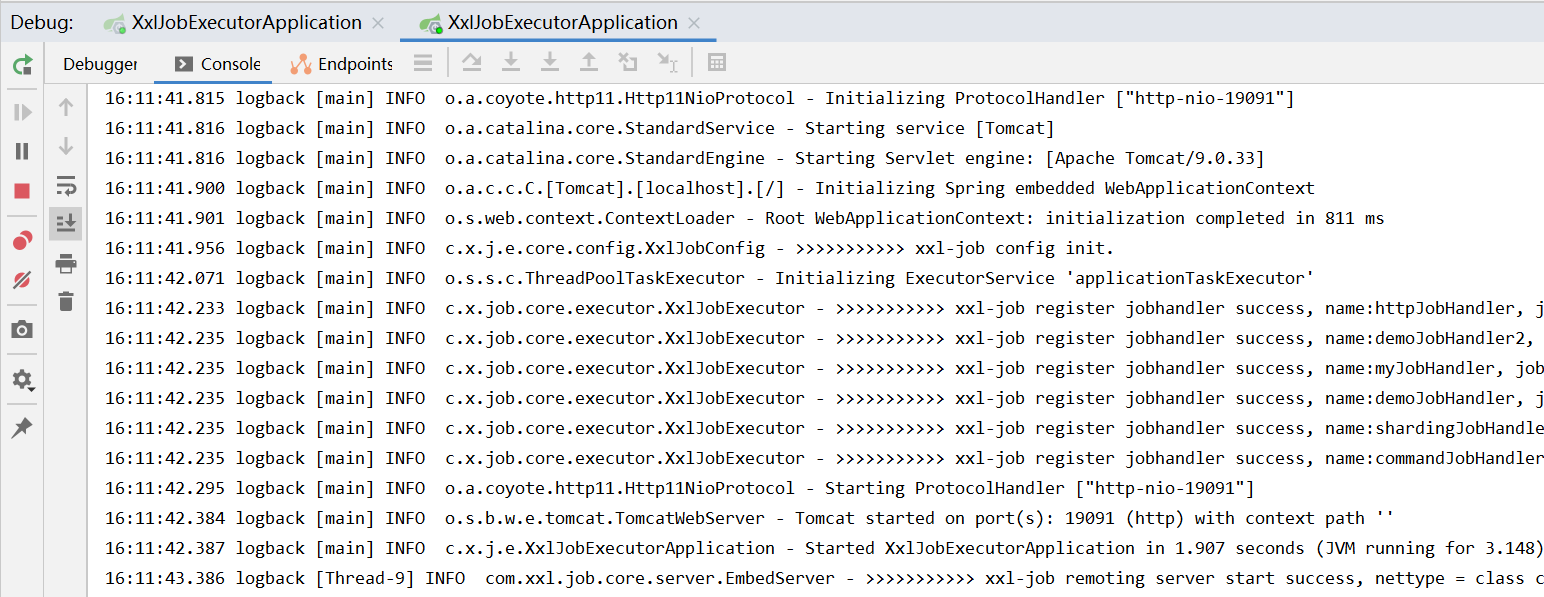 Debug: XxlJobExecutorApplication XxlJobExecutorApplication
Debugger Console Endpoints
16:11:41.815 logback [main] INFO  o.a.coyote.http11.Http11NioProtocol - Initializing ProtocolHandler ["http-nio-19091"]
16:11:41.816 logback [main] INFO  o.a.catalina.core.StandardService - Starting service [Tomcat]
16:11:41.816 logback [main] INFO  o.a.catalina.core.StandardEngine - Starting Servlet engine: [Apache Tomcat/9.0.33]
16:11:41.900 logback [main] INFO  o.a.c.c.C.[Tomcat].[localhost].[/] - Initializing Spring embedded WebApplicationContext
16:11:41.901 logback [main] INFO  o.s.web.context.ContextLoader - Root WebApplicationContext: initialization completed in 811 ms
16:11:41.956 logback [main] INFO  c.x.j.e.core.config.XxlJobConfig - >>>>>>>>>>> xxl-job config init.
16:11:42.071 logback [main] INFO  o.s.s.c.ThreadPoolTaskExecutor - Initializing ExecutorService 'applicationTaskExecutor'
16:11:42.233 logback [main] INFO  c.x.job.core.executor.XxlJobExecutor - >>>>>>>>>>> xxl-job register jobhandler success, name:httpJobHandler, j
16:11:42.235 logback [main] INFO  c.x.job.core.executor.XxlJobExecutor - >>>>>>>>>>> xxl-job register jobhandler success, name:demoJobHandler2,
16:11:42.235 logback [main] INFO  c.x.job.core.executor.XxlJobExecutor - >>>>>>>>>>> xxl-job register jobhandler success, name:myJobHandler, job
16:11:42.235 logback [main] INFO  c.x.job.core.executor.XxlJobExecutor - >>>>>>>>>>> xxl-job register jobhandler success, name:demoJobHandler, j
16:11:42.235 logback [main] INFO  c.x.job.core.executor.XxlJobExecutor - >>>>>>>>>>> xxl-job register jobhandler success, name:shardingJobHandle
16:11:42.235 logback [main] INFO  c.x.job.core.executor.XxlJobExecutor - >>>>>>>>>>> xxl-job register jobhandler success, name:commandJobHandler
16:11:42.295 logback [main] INFO  o.a.coyote.http11.Http11NioProtocol - Starting ProtocolHandler ["http-nio-19091"]
16:11:42.384 logback [main] INFO  o.s.b.w.e.tomcat.TomcatWebServer - Tomcat started on port(s): 19091 (http) with context path ''
16:11:42.387 logback [main] INFO  c.x.j.e.XxlJobExecutorApplication - Started XxlJobExecutorApplication in 1.907 seconds (JVM running for 3.148)
16:11:43.386 logback [Thread-9] INFO  com.xxl.job.core.server.EmbedServer - >>>>>>>>>>> xxl-job remoting server start success, nettype = class c